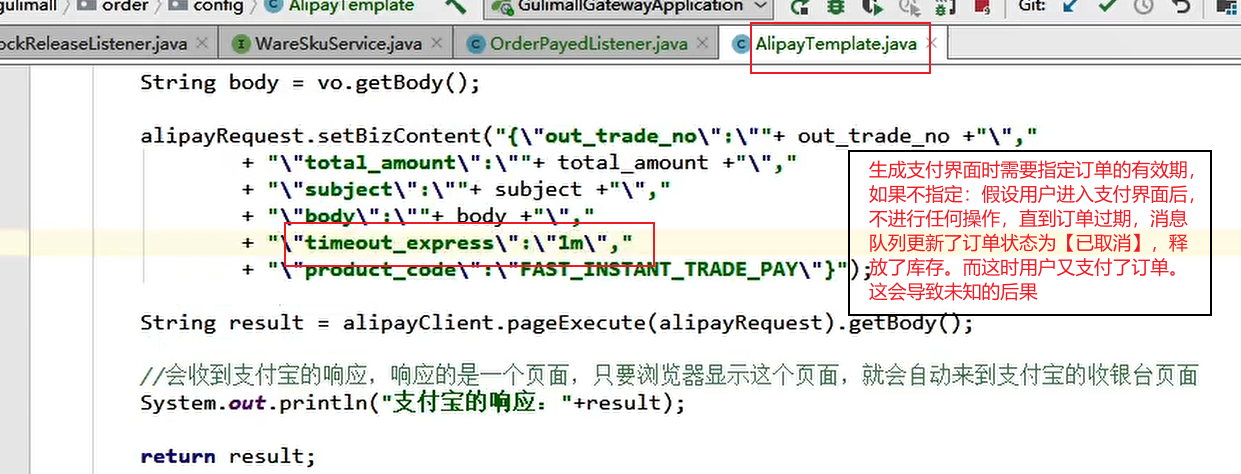 gulimall order config AlipayTemplate GulimallGatewayApplication Git:
ockReleaseListener.java WareSkuService.java OrderPayedListener.java AlipayTemplate.java
String body = vo.getBody();
alipayRequest.setBizContent("{\"out_trade_no\":\""+ out_trade_no +"\","
+ "\"total_amount\":\""+ total_amount +"\","
+ "\"subject\":\""+ subject +"\","
+ "\"body\":\""+ body +"\","
+ "\"timeout_express\":\"1m\","
+ "\"product_code\":\"FAST_INSTANT_TRADE_PAY\"}");
生成支付界面时需要指定订单的有效期，
如果不指定：假设用户进入支付界面后，
不进行任何操作，直到订单过期，消息
队列更新了订单状态为【已取消】，释
放了库存。而这时用户又支付了订单。
这会导致未知的后果
String result = alipayClient.pageExecute(alipayRequest).getBody();
//会收到支付宝的响应，响应的是一个页面，只要浏览器显示这个页面，就会自动来到支付宝的收银台页面
System.out.println("支付宝的响应："+result);
return result;